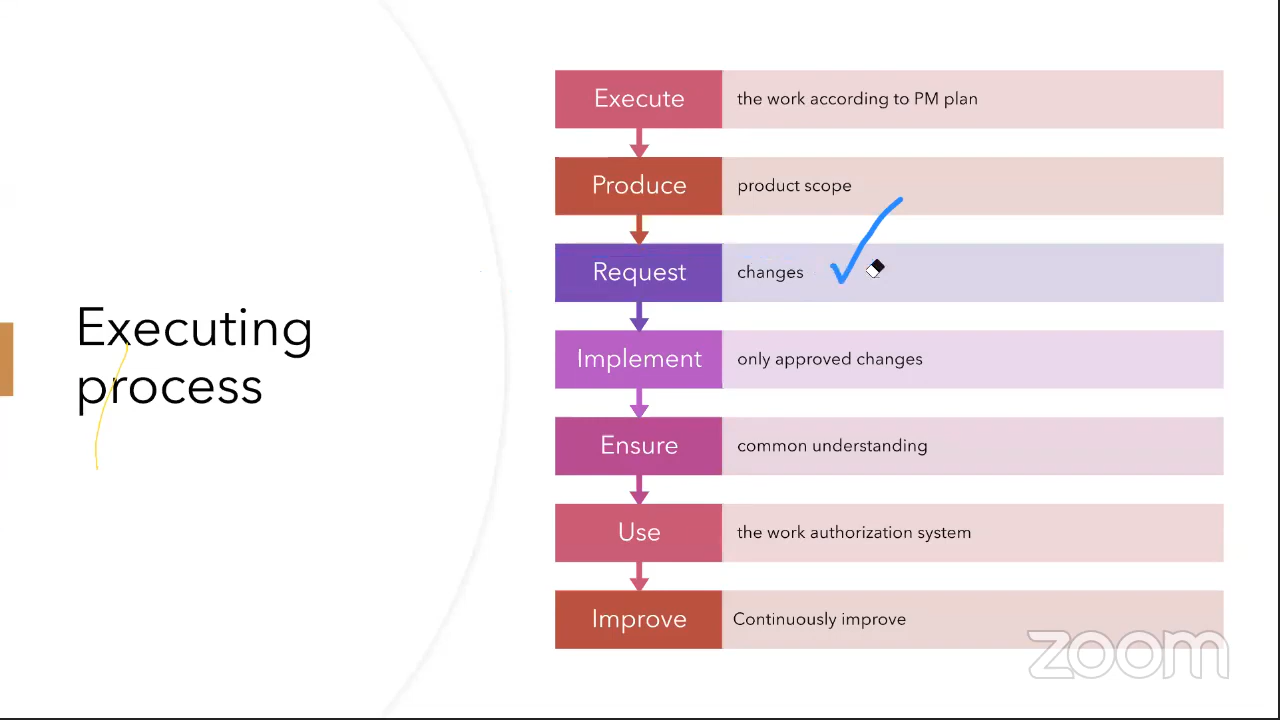 Executing
process
Execute the work according to PM plan
Produce product scope
Request changes
Implement only approved changes
Ensure common understanding
Use the work authorization system
Improve Continuously improve
zoom